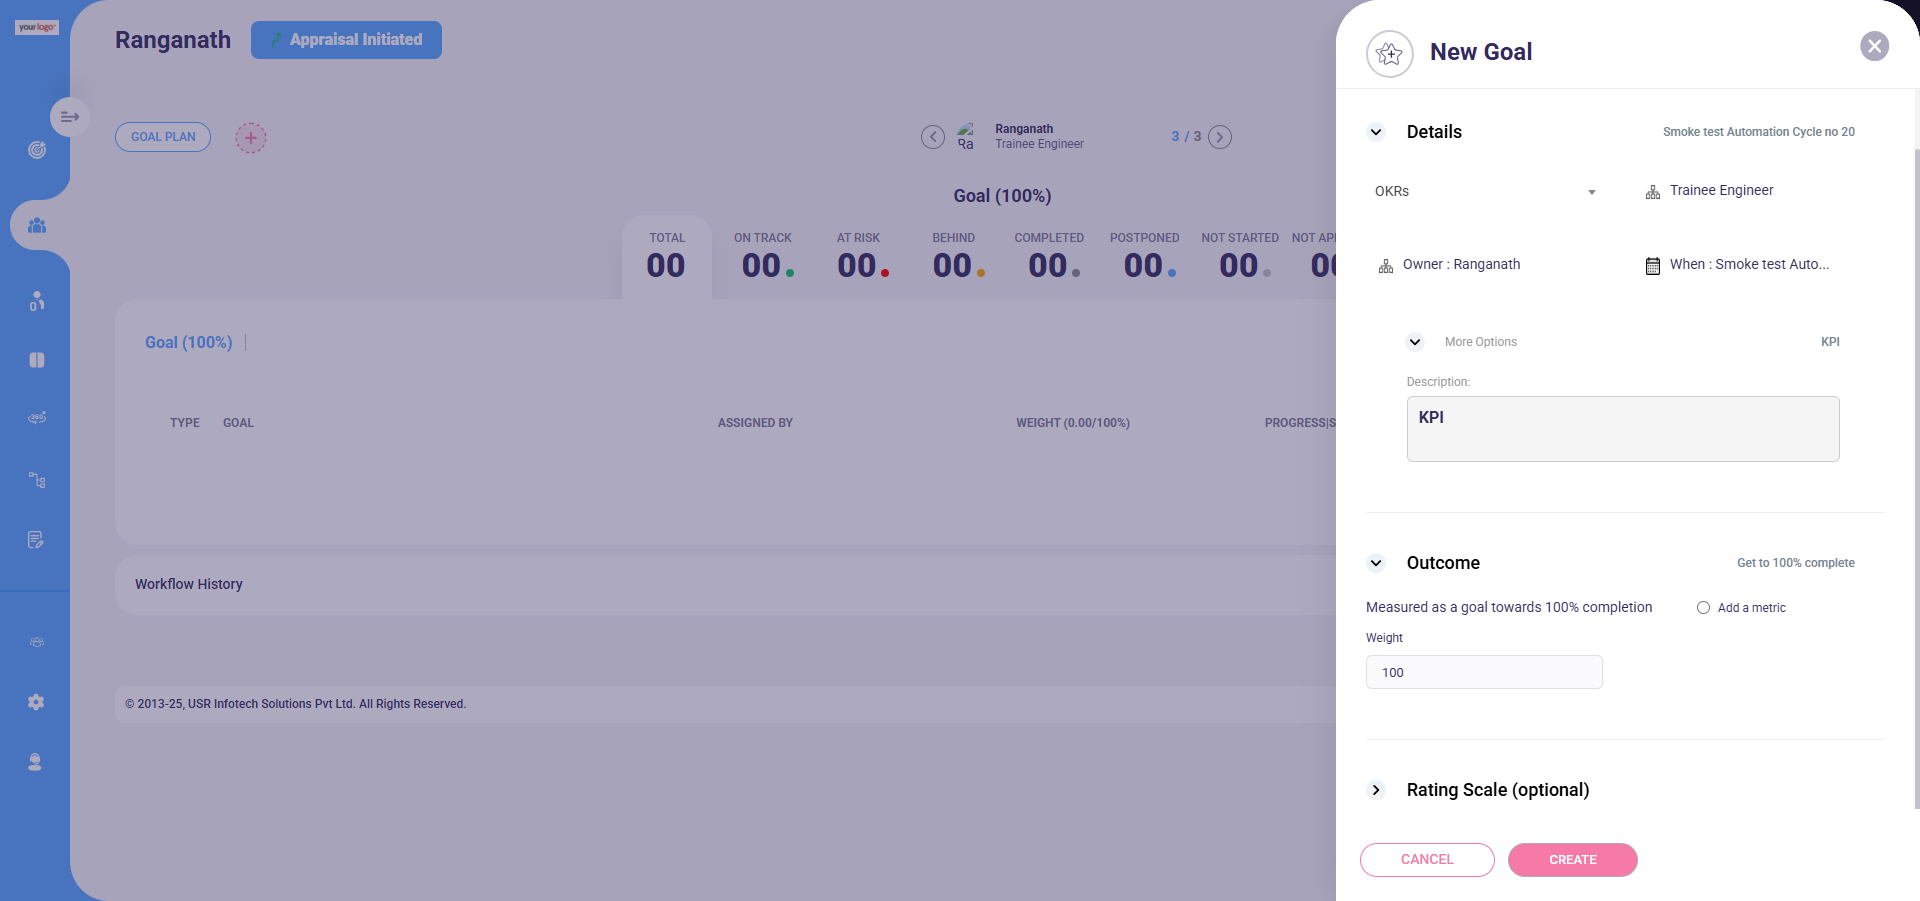 yourlogo
Ranganath
Appraisal Initiated
GOAL PLAN
Ra
Ranganath
Trainee Engineer
3 / 3
Goal (100%)
TOTAL
00
ON TRACK
00
AT RISK
00
BEHIND
00
COMPLETED
00
POSTPONED
00
NOT STARTED
00
NOT AP
Goal (100%)
TYPE GOAL ASSIGNED BY WEIGHT (0.00/100%) PROGRESS|S
Workflow History
© 2013-25, USR Infotech Solutions Pvt Ltd. All Rights Reserved.
360
New Goal
Details
Smoke test Automation Cycle no 20
OKRs
Trainee Engineer
Owner : Ranganath
When : Smoke test Auto...
More Options
KPI
Description:
KPI
Outcome
Get to 100% complete
Measured as a goal towards 100% completion
Add a metric
Weight
100
Rating Scale (optional)
CANCEL
CREATE